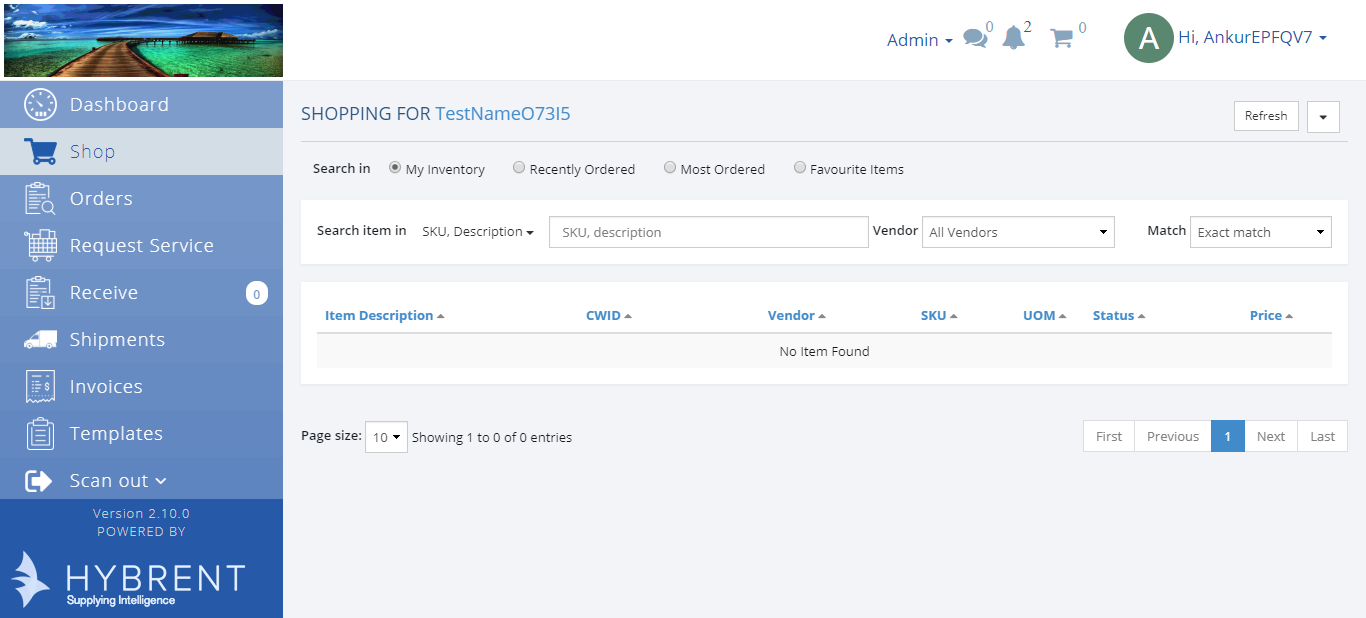 Admin 0 2 0 A Hi, AnkurEPFQV7
Dashboard
Shop
Orders
Request Service
Receive 0
Shipments
Invoices
Templates
Scan out
Version 2.10.0
POWERED BY
HYBRENT
Supplying Intelligence
SHOPPING FOR TestNameO73I5 Refresh
Search in My Inventory Recently Ordered Most Ordered Favourite Items
Search item in SKU, Description SKU, description Vendor All Vendors Match Exact match
Item Description CWID Vendor SKU UOM Status Price
No Item Found
Page size: 10 Showing 1 to 0 of 0 entries First Previous 1 Next Last